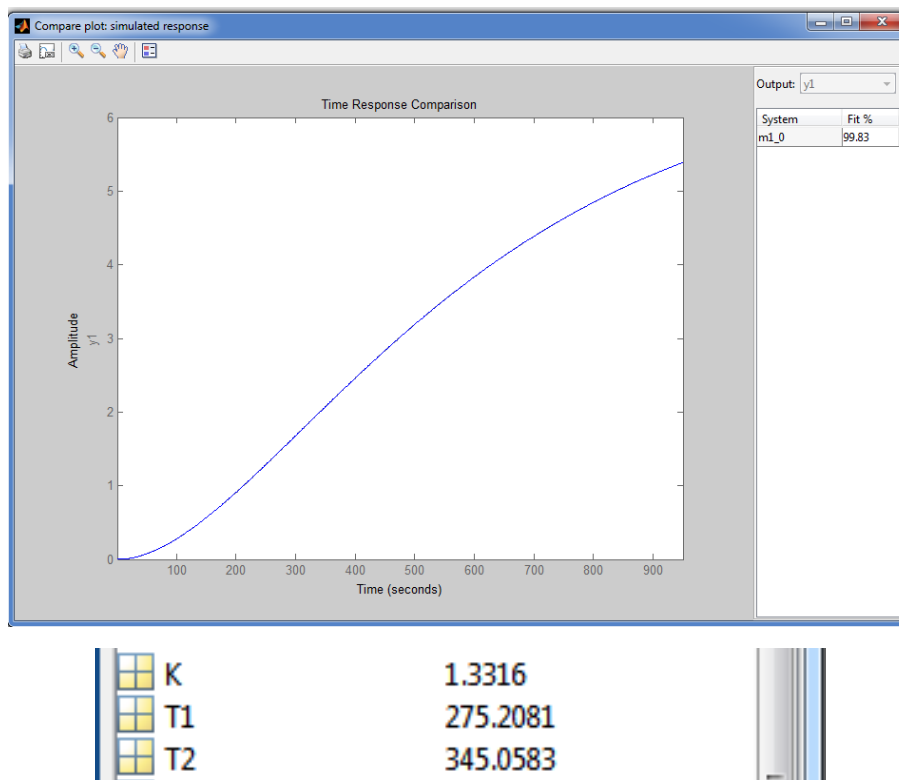 Compare plot: simulated response
Output: y1
System Fit %
m1_0 99.83
Time Response Comparison
6
5
4
3
2
1
0
Amplitude
y1
100 200 300 400 500 600 700 800 900
Time (seconds)
K 1.3316
T1 275.2081
T2 345.0583